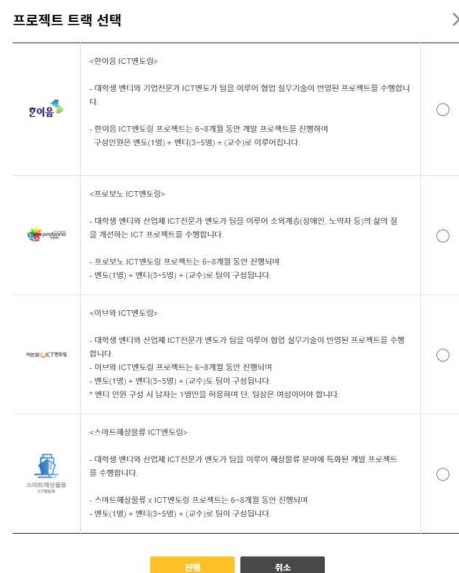 프로젝트 트랙 선택
<한이음 ICT멘토링>
- 대학생 멘티와 기업전문가 ICT멘토가 팀을 이루어 협업 실무기술이 반영된 프로젝트를 수행합니
다.
- 한이음 ICT멘토링 프로젝트는 6~8개월 동안 개발 프로젝트를 진행하며
구성인원은 멘토(1명) + 멘티(3~5명) + (교수)로 이루어집니다.
한이음
<프로보노 ICT멘토링>
- 대학생 멘티와 산업체 ICT전문가 멘토가 팀을 이루어 소외계층(장애인, 노약자 등)의 삶의 질
을 개선하는 ICT 프로젝트를 수행합니다.
- 프로보노 ICT멘토링 프로젝트는 6~8개월 동안 진행되며
- 멘토(1명) + 멘티(3~5명) + (교수)로 팀이 구성됩니다.
probono
<이브와 ICT멘토링>
- 대학생 멘티와 산업체 ICT전문가 멘토가 팀을 이루어 협업 실무기술이 반영된 프로젝트를 수행
합니다.
- 이브와 ICT멘토링 프로젝트는 6~8개월 동안 진행되며
- 멘토(1명) + 멘티(3~5명) + (교수)도 팀이 구성됩니다.
* 멘티 인원 구성 시 남자는 1명만을 허용하며 단, 팀장은 여성이어야 합니다.
ICT멘토링
<스마트해상물류 ICT멘토링>
- 대학생 멘티와 산업체 ICT전문가 멘토가 팀을 이루어 해상물류 분야에 특화된 개발 프로젝트
를 수행합니다.
- 스마트해상물류 x ICT멘토링 프로젝트는 6~8개월 동안 진행되며
- 멘토(1명) + 멘티(3~5명) + (교수)로 팀이 구성됩니다.
스마트해상물류
ICT멘토링
진행
취소